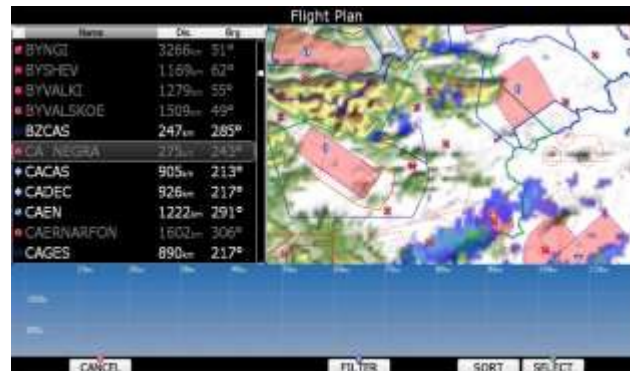 Flight Plan
Name Dis. Brg
BYNGI 3266km 51°
BYSHEV 1169km 62°
BYVALKI 1279km 55°
BYVALSKOE 1509km 49°
BZCAS 247km 285°
CA' NEGRA 275km 243°
CACAS 905km 213°
CADEC 926km 217°
CAEN 1222km 291°
CAERNARFON 1602km 306°
CAGES 890km 217°
CANCEL FILTER SORT SELECT